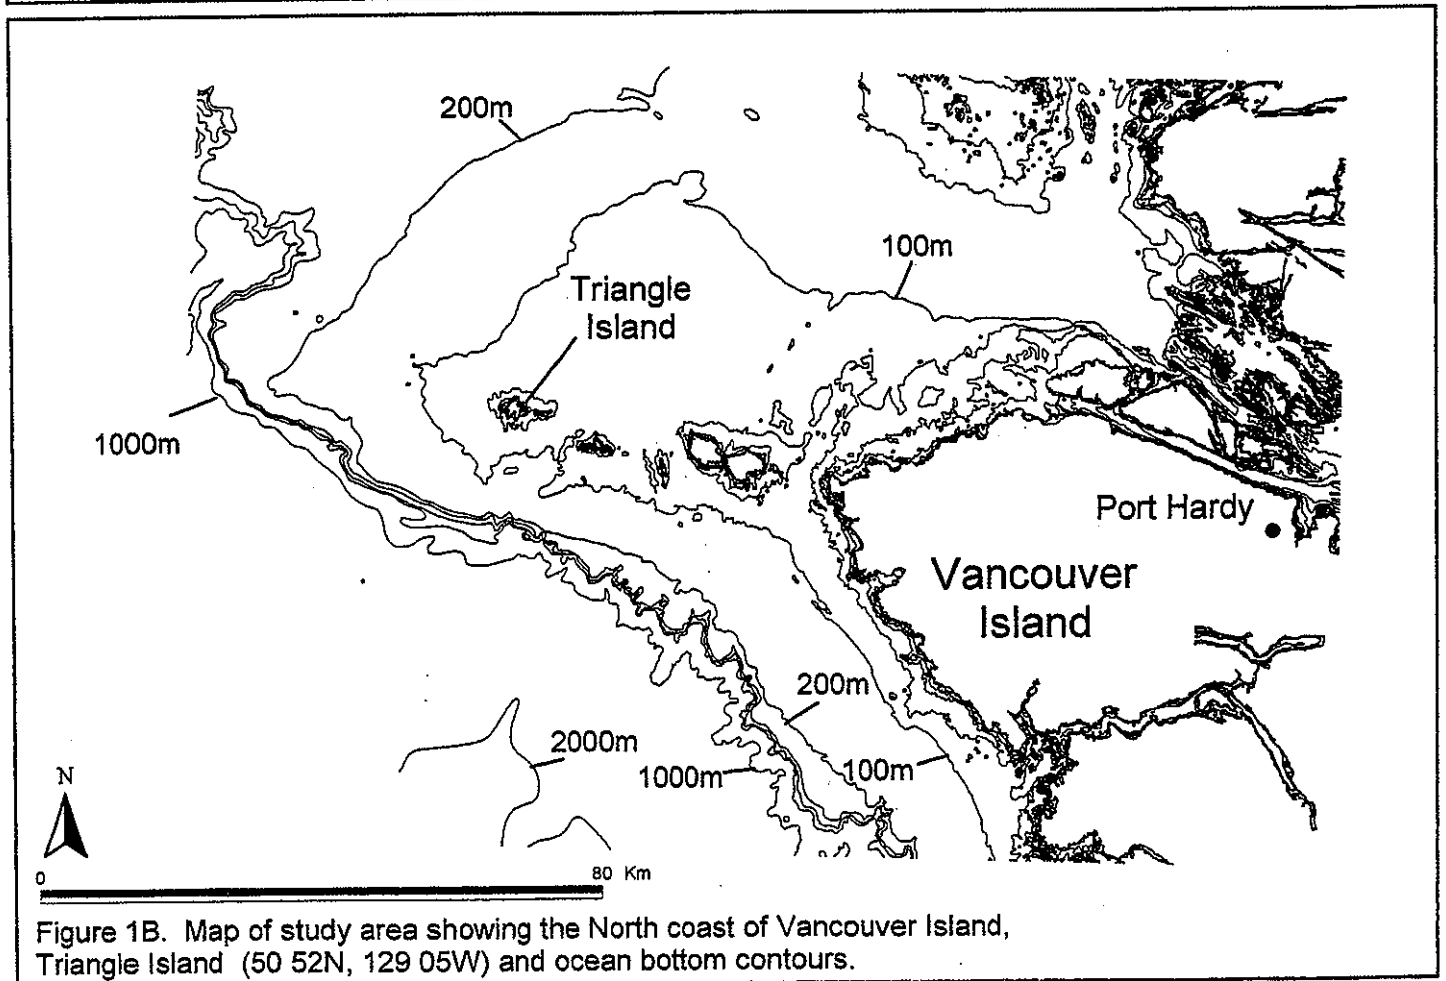 200m
100m
Triangle
Island
1000m
Port Hardy
Vancouver
Island
200m
2000m
1000m
100m
N
0
80 Km
Figure 1B. Map of study area showing the North coast of Vancouver Island,
Triangle Island (50 52N, 129 05W) and ocean bottom contours.